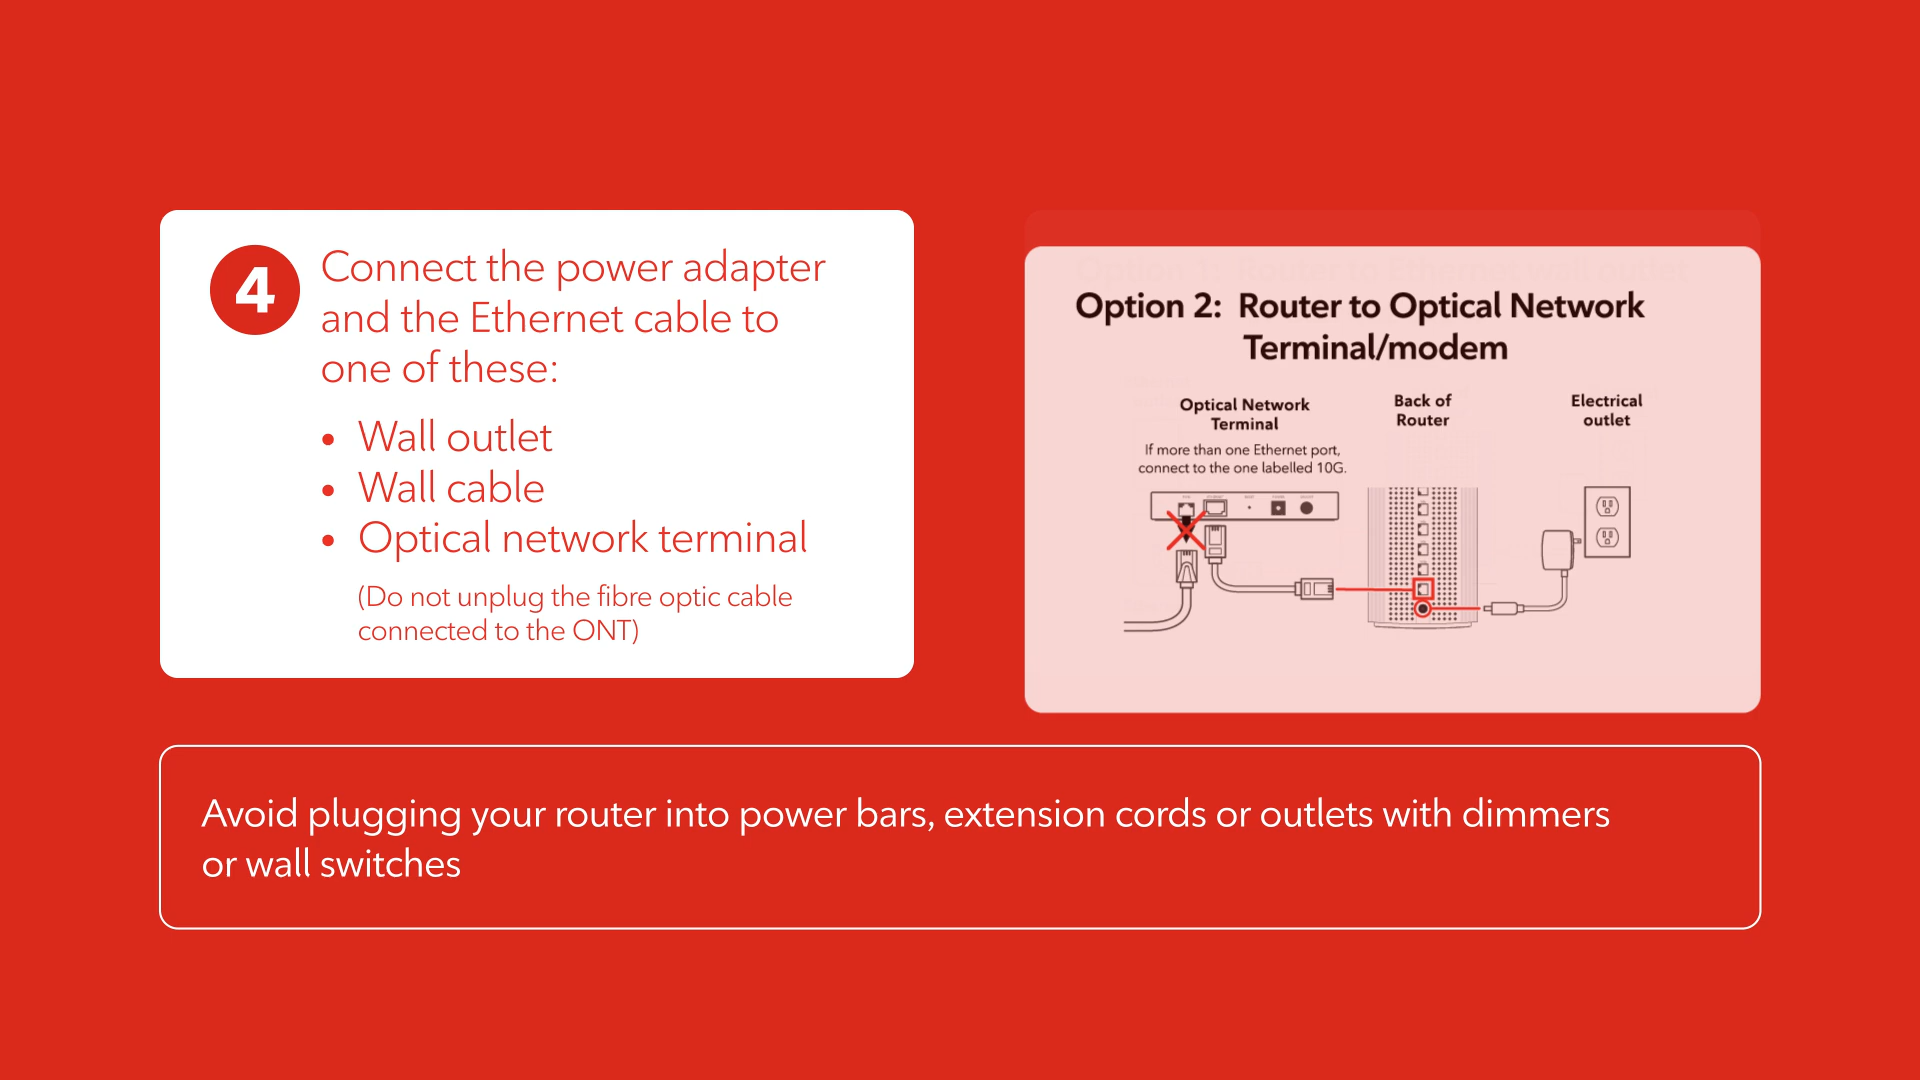 4
Connect the power adapter
and the Ethernet cable to
one of these:
• Wall outlet
• Wall cable
• Optical network terminal
(Do not unplug the fibre optic cable
connected to the ONT)
Option 2: Router to Optical Network
Terminal/modem
Optical Network
Terminal
If more than one Ethernet port,
connect to the one labelled 10G.
Back of
Router
Electrical
outlet
Avoid plugging your router into power bars, extension cords or outlets with dimmers
or wall switches